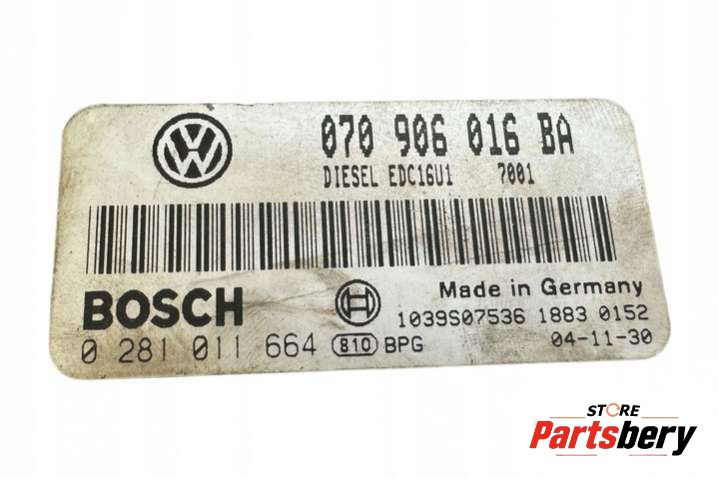 070 906 016 BA
DIESEL EDC16U1 7001
BOSCH
Made in Germany
1039S07536 1883 0152
0 281 011 664 810 BPG 04-11-30
STORE
Partsbery